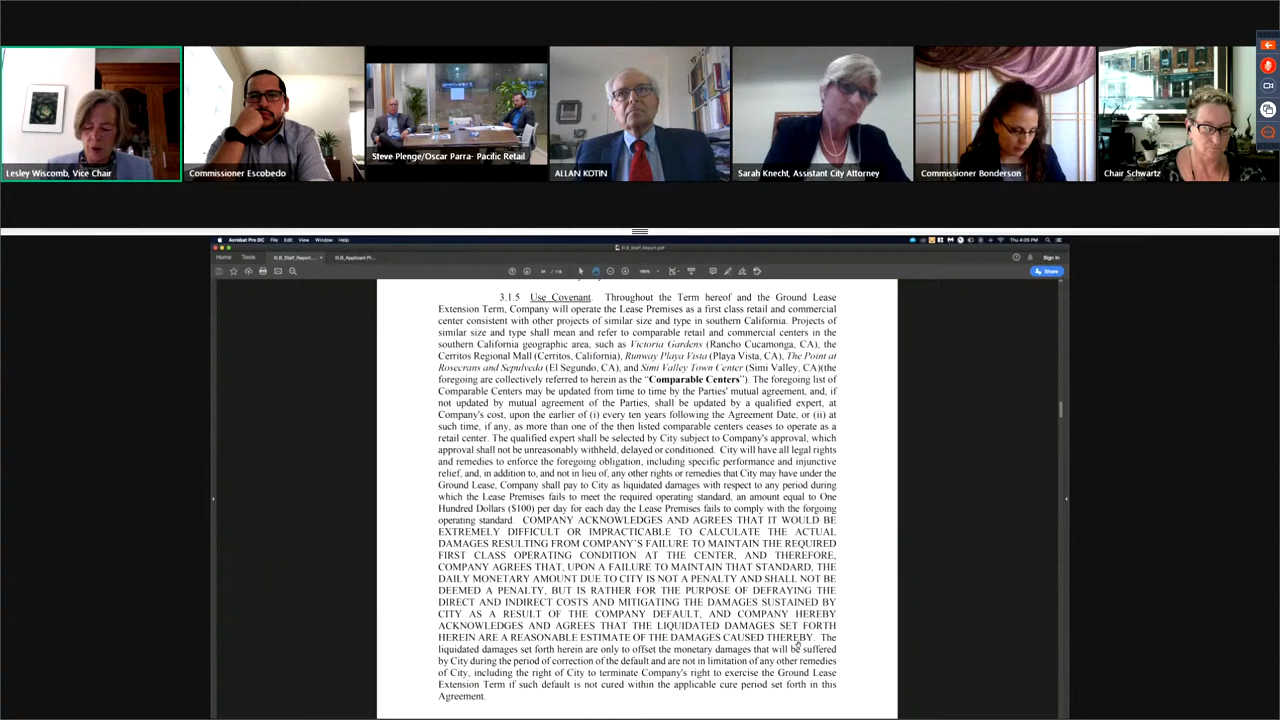 Lesley Wiscomb, Vice Chair
Commissioner Escobedo
Steve Plenge/Oscar Parra- Pacific Retail
ALLAN KOTIN
Sarah Knecht, Assistant City Attorney
Commissioner Bonderson
Chair Schwartz
Acrobat Pro DC File Edit View Window Help
Thu 4:05 PM
III.B_Staff_Report.pdf
Home Tools III.B_Staff_Report... × III.B_Applicant Pr...
Sign In
Share
3.1.5 Use Covenant. Throughout the Term hereof and the Ground Lease
Extension Term, Company will operate the Lease Premises as a first class retail and commercial
center consistent with other projects of similar size and type in southern California. Projects of
similar size and type shall mean and refer to comparable retail and commercial centers in the
southern California geographic area, such as Victoria Gardens (Rancho Cucamonga, CA), the
Cerritos Regional Mall (Cerritos, California), Runway Playa Vista (Playa Vista, CA), The Point at
Rosecrans and Sepulveda (El Segundo, CA), and Simi Valley Town Center (Simi Valley, CA)(the
foregoing are collectively referred to herein as the “Comparable Centers”). The foregoing list of
Comparable Centers may be updated from time to time by the Parties' mutual agreement, and, if
not updated by mutual agreement of the Parties, shall be updated by a qualified expert, at
Company's cost, upon the earlier of (i) every ten years following the Agreement Date, or (ii) at
such time, if any, as more than one of the then listed comparable centers ceases to operate as a
retail center. The qualified expert shall be selected by City subject to Company's approval, which
approval shall not be unreasonably withheld, delayed or conditioned. City will have all legal rights
and remedies to enforce the foregoing obligation, including specific performance and injunctive
relief, and, in addition to, and not in lieu of, any other rights or remedies that City may have under the
Ground Lease, Company shall pay to City as liquidated damages with respect to any period during
which the Lease Premises fails to meet the required operating standard, an amount equal to One
Hundred Dollars ($100) per day for each day the Lease Premises fails to comply with the forgoing
operating standard. COMPANY ACKNOWLEDGES AND AGREES THAT IT WOULD BE
EXTREMELY DIFFICULT OR IMPRACTICABLE TO CALCULATE THE ACTUAL
DAMAGES RESULTING FROM COMPANY'S FAILURE TO MAINTAIN THE REQUIRED
FIRST CLASS OPERATING CONDITION AT THE CENTER, AND THEREFORE,
COMPANY AGREES THAT, UPON A FAILURE TO MAINTAIN THAT STANDARD, THE
DAILY MONETARY AMOUNT DUE TO CITY IS NOT A PENALTY AND SHALL NOT BE
DEEMED A PENALTY, BUT IS RATHER FOR THE PURPOSE OF DEFRAYING THE
DIRECT AND INDIRECT COSTS AND MITIGATING THE DAMAGES SUSTAINED BY
CITY AS A RESULT OF THE COMPANY DEFAULT, AND COMPANY HEREBY
ACKNOWLEDGES AND AGREES THAT THE LIQUIDATED DAMAGES SET FORTH
HEREIN ARE A REASONABLE ESTIMATE OF THE DAMAGES CAUSED THEREBY. The
liquidated damages set forth herein are only to offset the monetary damages that will be suffered
by City during the period of correction of the default and are not in limitation of any other remedies
of City, including the right of City to terminate Company's right to exercise the Ground Lease
Extension Term if such default is not cured within the applicable cure period set forth in this
Agreement.